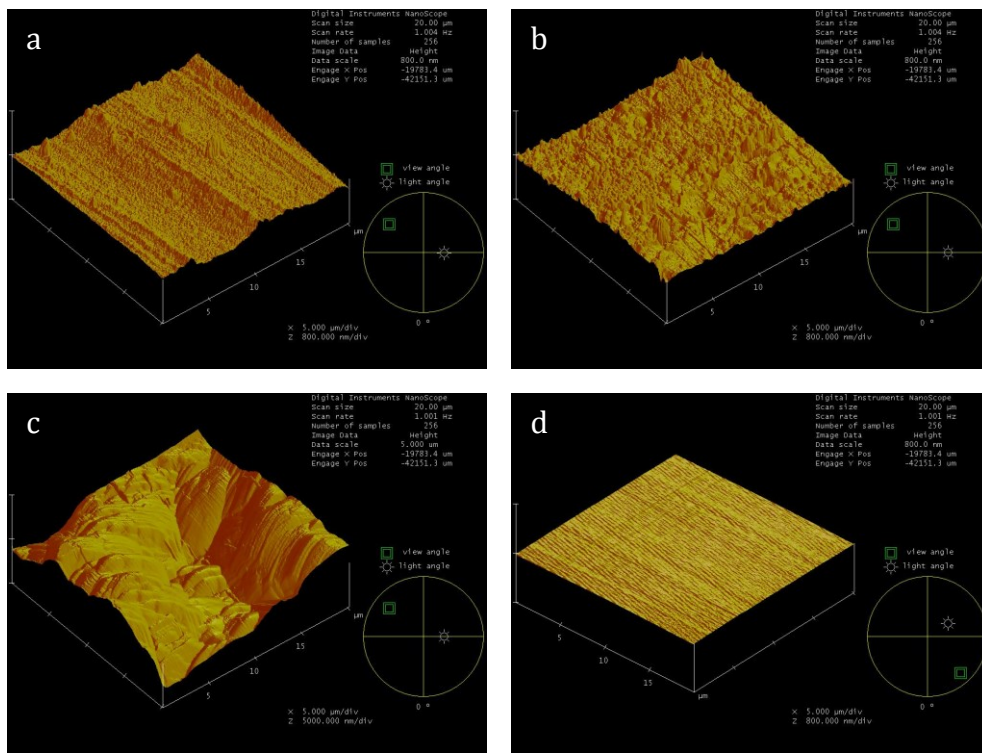 a
Digital Instruments NanoScope
Scan size 20.00 µm
Scan rate 1.004 Hz
Number of samples 256
Image Data Height
Data scale 800.0 nm
Engage X Pos -19783.4 um
Engage Y Pos -42151.3 um
view angle
light angle
µm
15
10
5
0 °
X 5.000 µm/div
Z 800.000 nm/div
b
Digital Instruments NanoScope
Scan size 20.00 µm
Scan rate 1.004 Hz
Number of samples 256
Image Data Height
Data scale 800.0 nm
Engage X Pos -19783.4 um
Engage Y Pos -42151.3 um
view angle
light angle
µm
15
10
5
0 °
X 5.000 µm/div
Z 800.000 nm/div
c
Digital Instruments NanoScope
Scan size 20.00 µm
Scan rate 1.001 Hz
Number of samples 256
Image Data Height
Data scale 5.000 um
Engage X Pos -19783.4 um
Engage Y Pos -42151.3 um
view angle
light angle
µm
15
10
5
0 °
X 5.000 µm/div
Z 5000.000 nm/div
d
Digital Instruments NanoScope
Scan size 20.00 µm
Scan rate 1.001 Hz
Number of samples 256
Image Data Height
Data scale 800.0 nm
Engage X Pos -19783.4 um
Engage Y Pos -42151.3 um
view angle
light angle
5
10
15
µm
0 °
X 5.000 µm/div
Z 800.000 nm/div